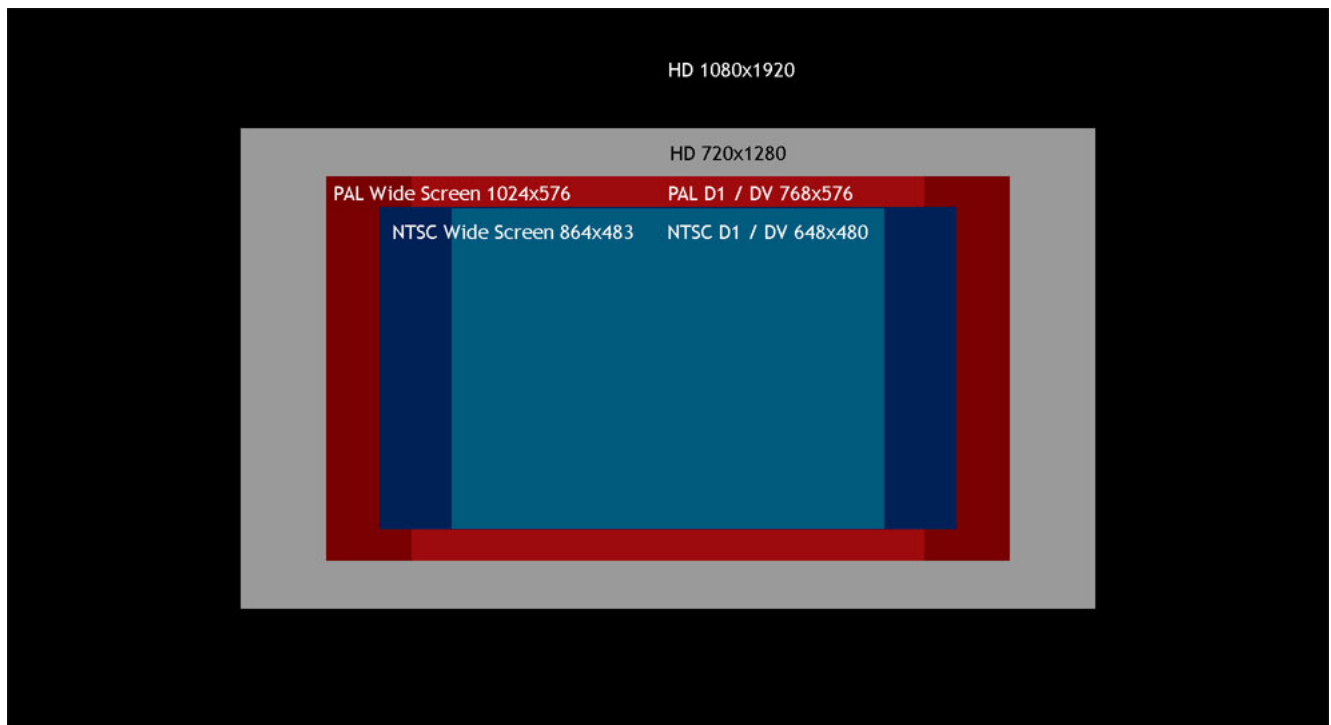 HD 1080x1920
HD 720x1280
PAL Wide Screen 1024x576 PAL D1 / DV 768x576
NTSC Wide Screen 864x483 NTSC D1 / DV 648x480